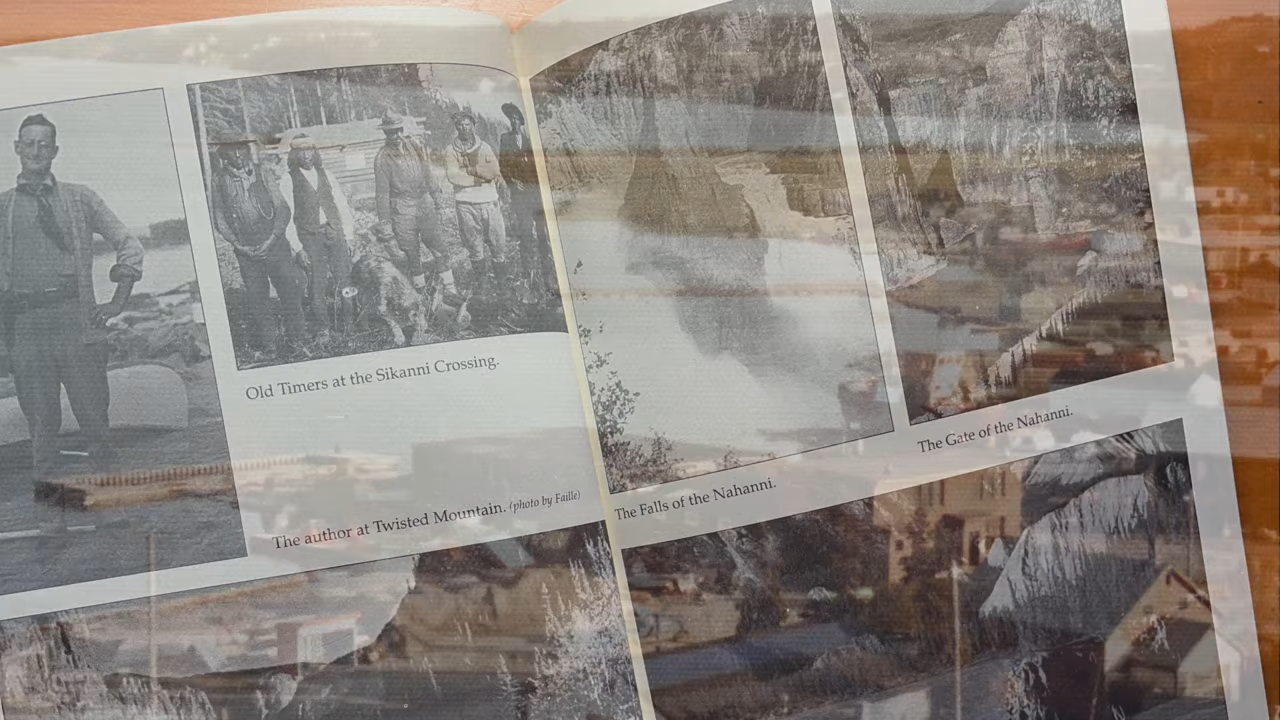 Old Timers at the Sikanni Crossing.
The author at Twisted Mountain. (photo by Faille)
The Falls of the Nahanni.
The Gate of the Nahanni.